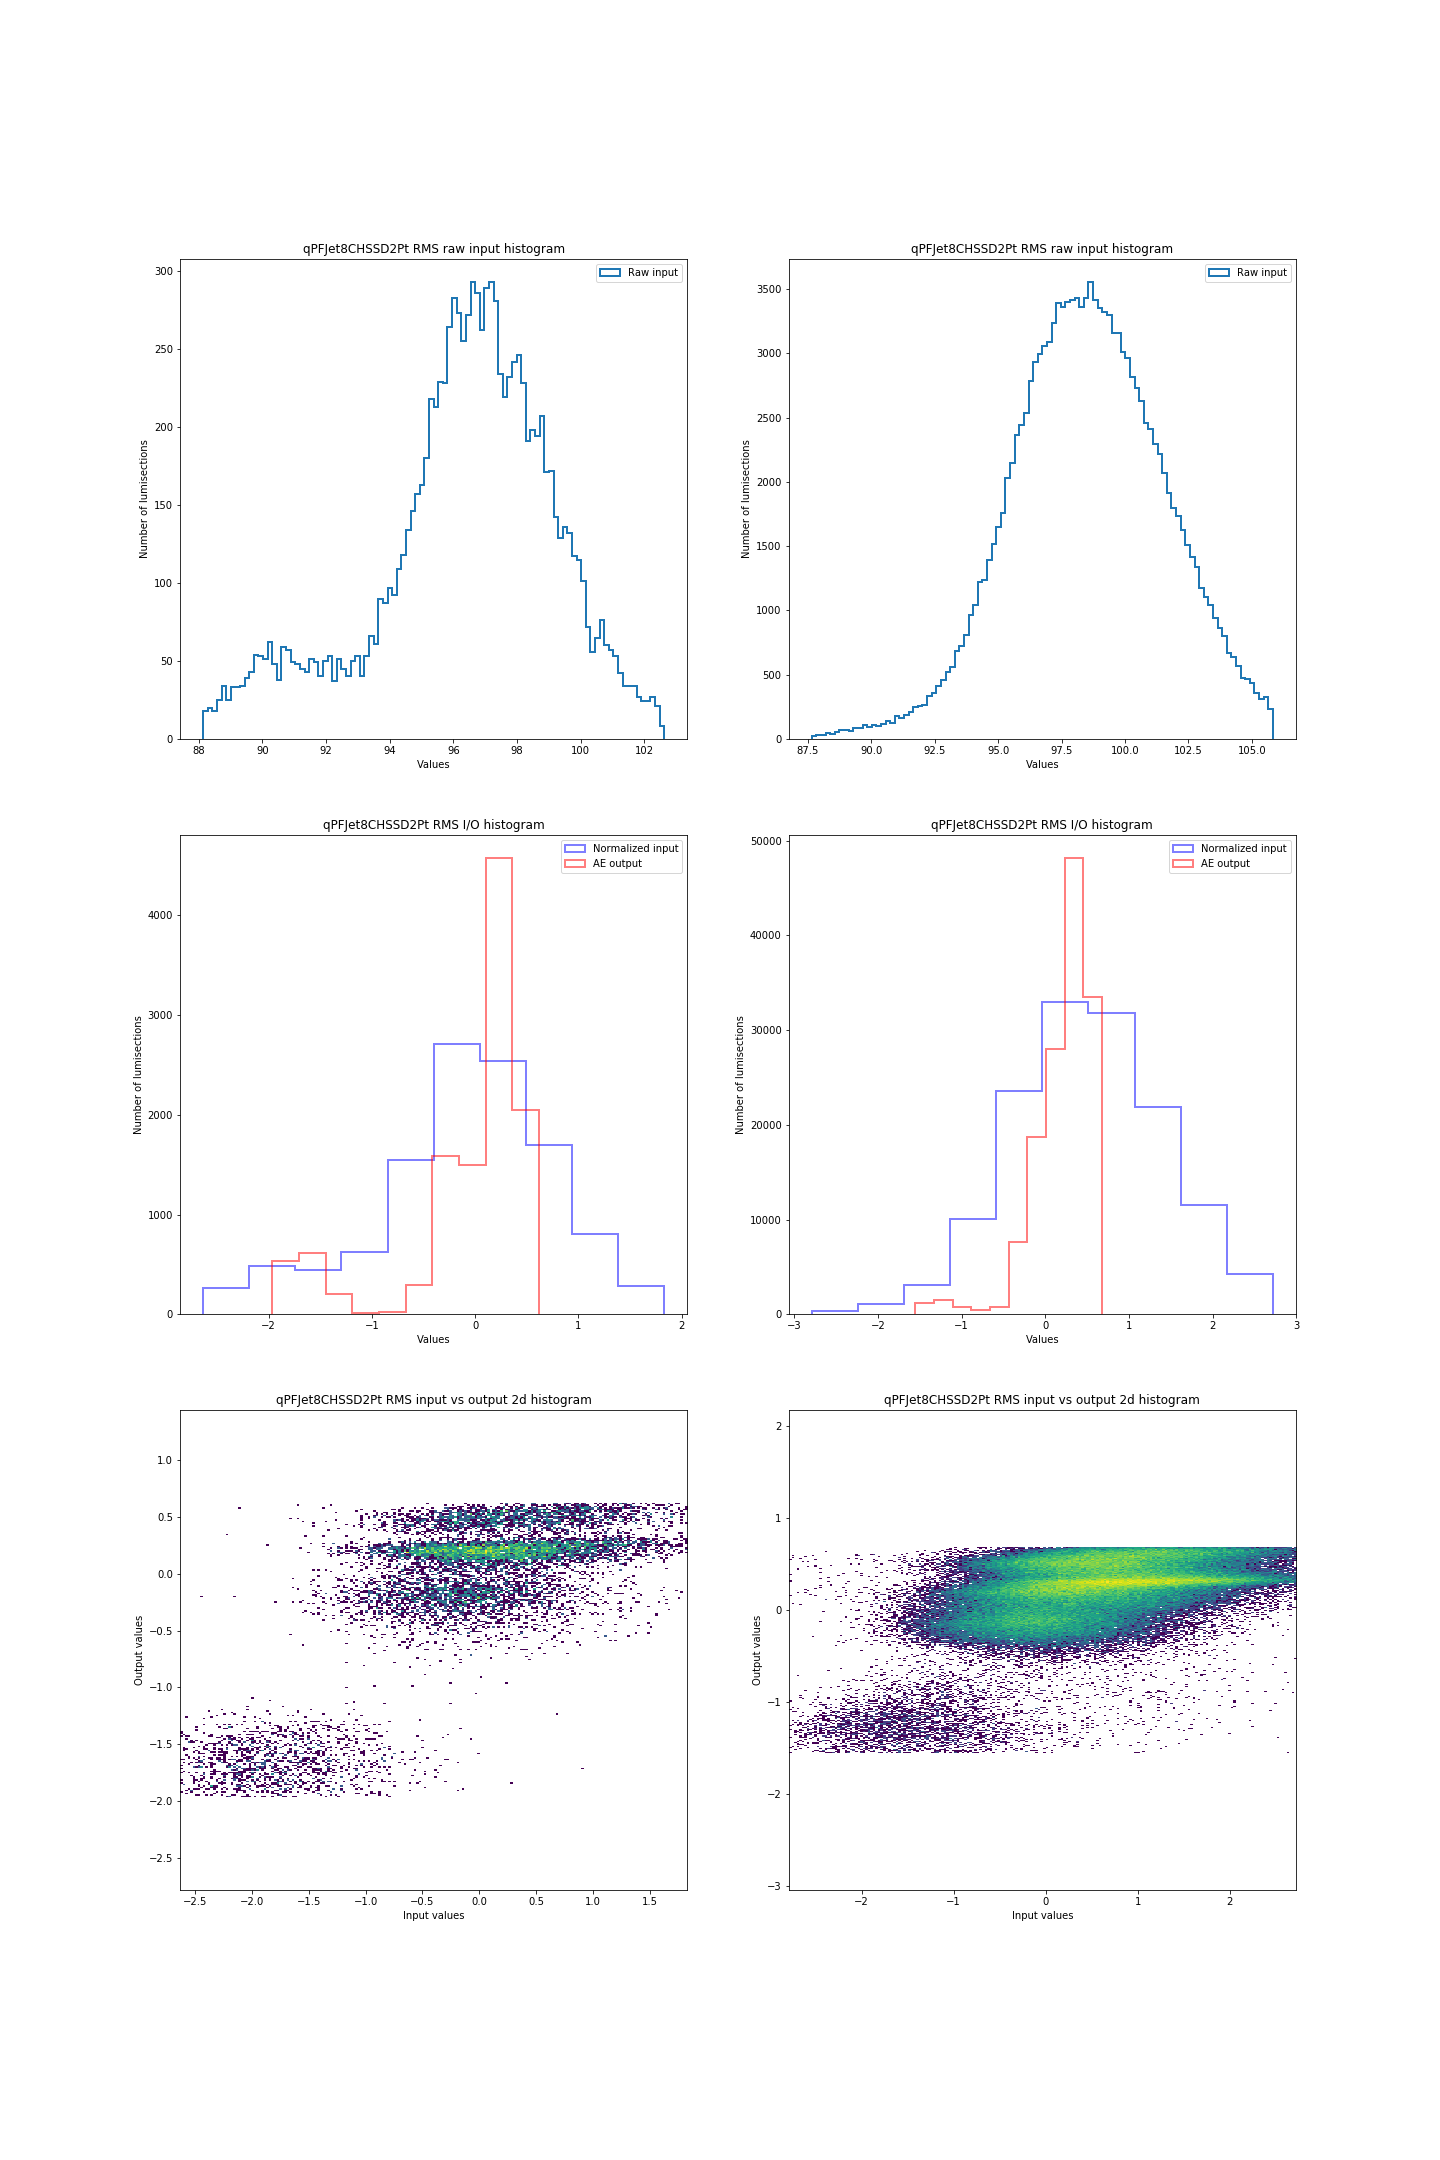 qPFJet8CHSSD2Pt RMS raw input histogram
Raw input
300
250
200
150
100
50
0
Number of lumisections
88 90 92 94 96 98 100 102
Values
qPFJet8CHSSD2Pt RMS raw input histogram
Raw input
3500
3000
2500
2000
1500
1000
500
0
Number of lumisections
87.5 90.0 92.5 95.0 97.5 100.0 102.5 105.0
Values
qPFJet8CHSSD2Pt RMS I/O histogram
Normalized input
AE output
4000
3000
2000
1000
0
Number of lumisections
−2 −1 0 1 2
Values
qPFJet8CHSSD2Pt RMS I/O histogram
Normalized input
AE output
50000
40000
30000
20000
10000
0
Number of lumisections
−3 −2 −1 0 1 2 3
Values
qPFJet8CHSSD2Pt RMS input vs output 2d histogram
1.0
0.5
0.0
−0.5
−1.0
−1.5
−2.0
−2.5
Output values
−2.5 −2.0 −1.5 −1.0 −0.5 0.0 0.5 1.0 1.5
Input values
qPFJet8CHSSD2Pt RMS input vs output 2d histogram
2
1
0
−1
−2
−3
Output values
−2 −1 0 1 2
Input values